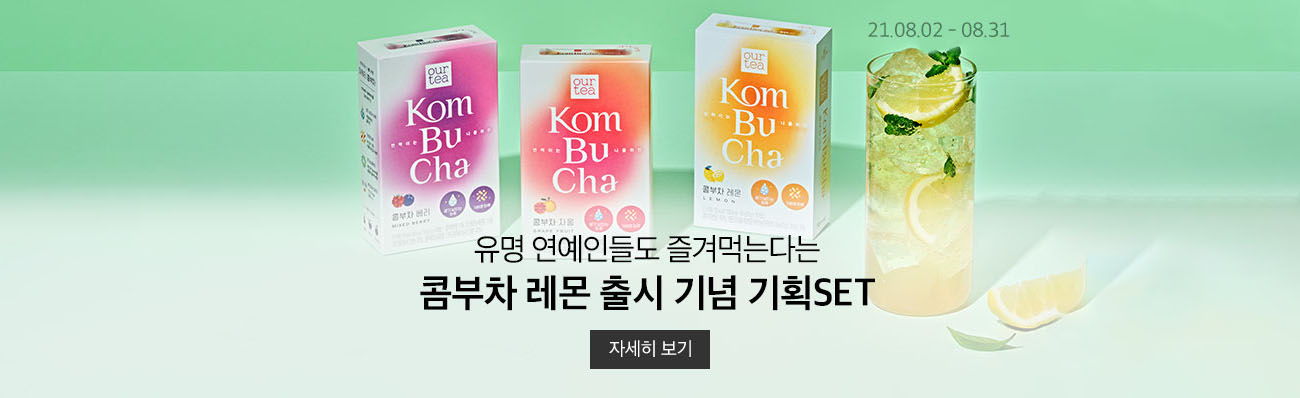 21.08.02 - 08.31
our
tea
Kom
Bu
Cha
콤부차 베리
MIXED BERRY
our
tea
Kom
Bu
Cha
콤부차 자몽
GRAPE FRUIT
our
tea
Kom
Bu
Cha
콤부차 레몬
LEMON
유명 연예인들도 즐겨먹는다는
콤부차 레몬 출시 기념 기획SET
자세히 보기